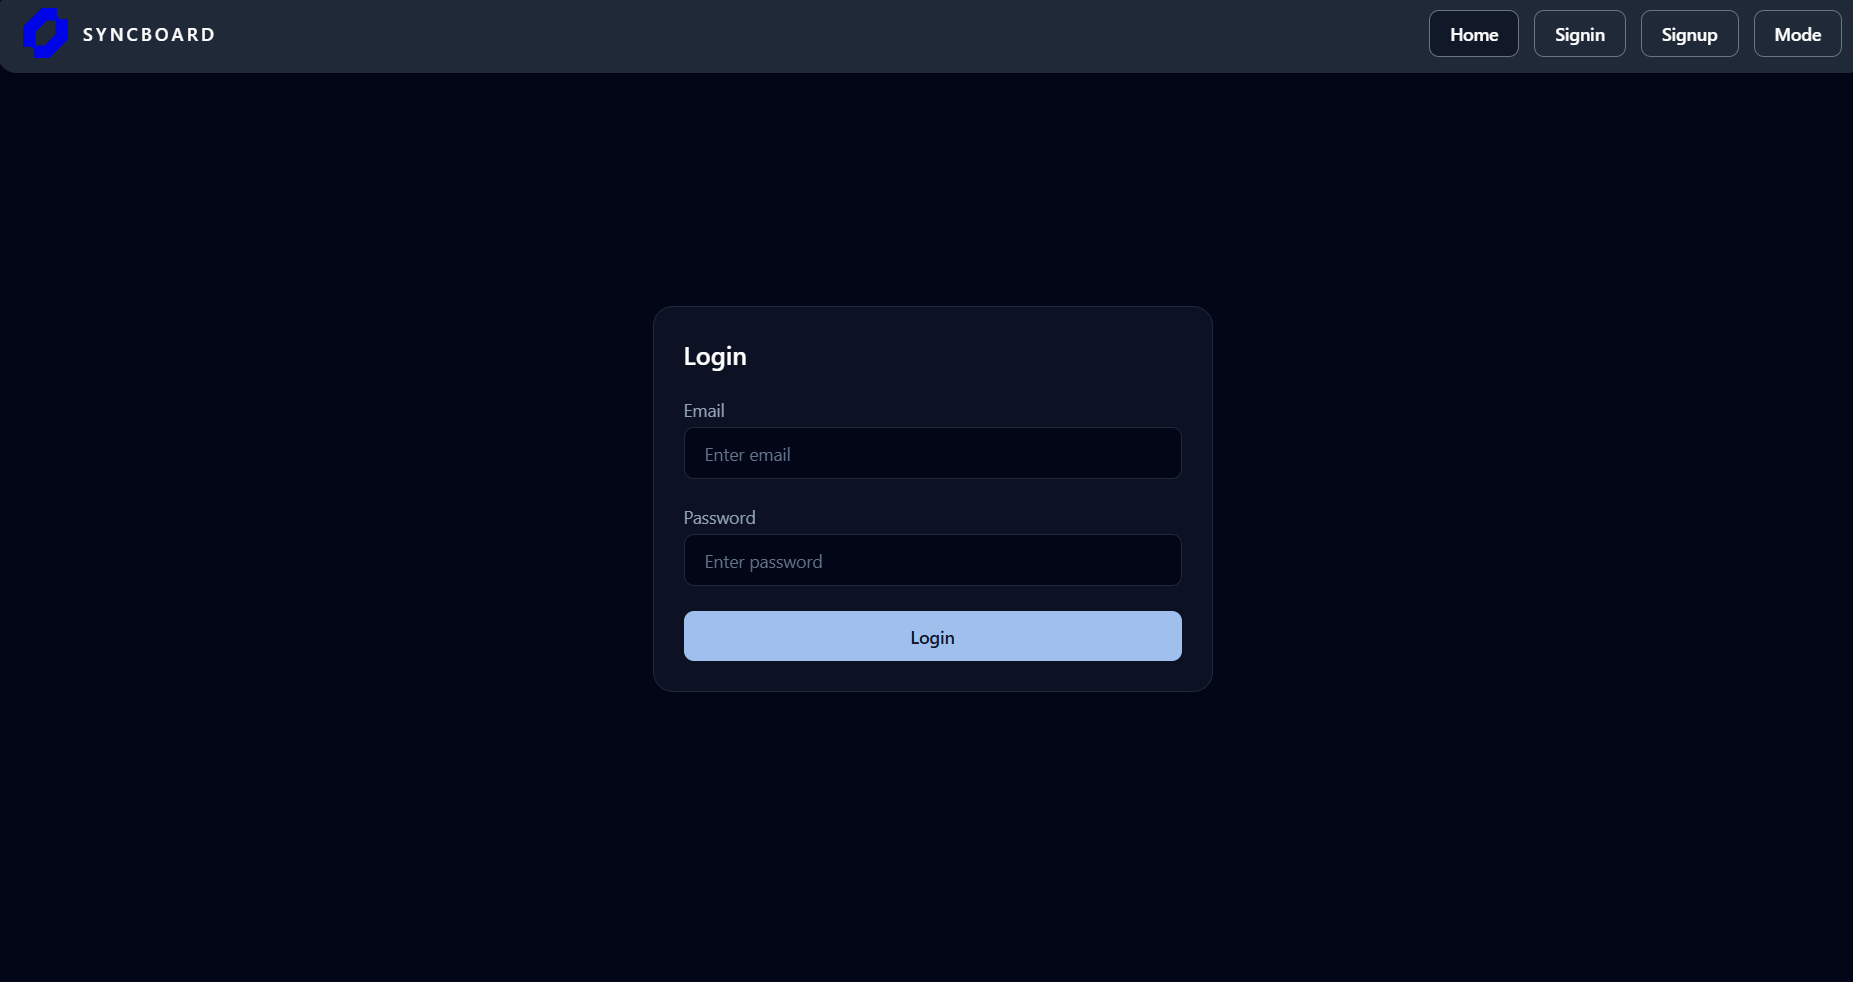 SYNCBOARD
Home Signin Signup Mode
Login
Email
Enter email
Password
Enter password
Login